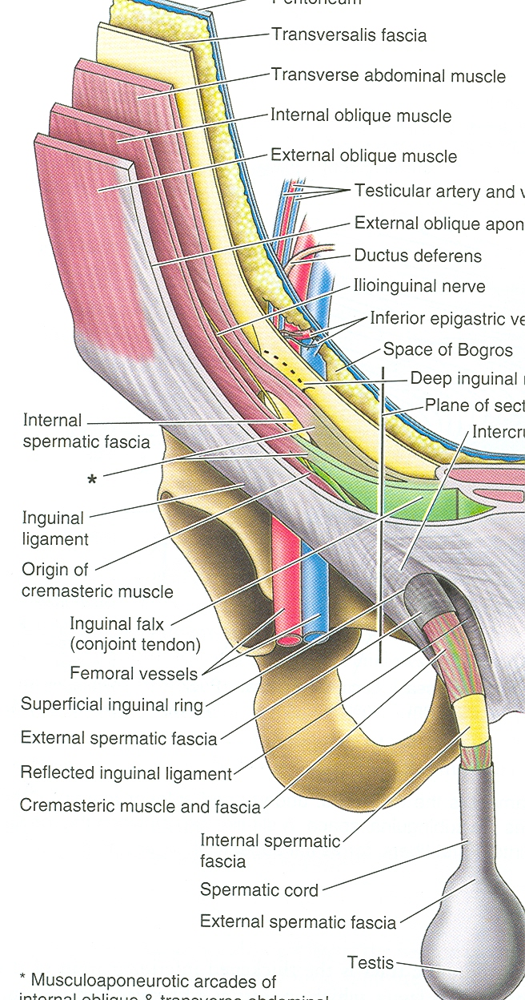 Peritoneum
Transversalis fascia
Transverse abdominal muscle
Internal oblique muscle
External oblique muscle
Testicular artery and v
External oblique apon
Ductus deferens
Ilioinguinal nerve
Inferior epigastric ve
Space of Bogros
Deep inguinal r
Plane of sect
Intercru
Internal
spermatic fascia
*
Inguinal
ligament
Origin of
cremasteric muscle
Inguinal falx
(conjoint tendon)
Femoral vessels
Superficial inguinal ring
External spermatic fascia
Reflected inguinal ligament
Cremasteric muscle and fascia
Internal spermatic
fascia
Spermatic cord
External spermatic fascia
Testis
* Musculoaponeurotic arcades of
internal oblique & transverse abdominal